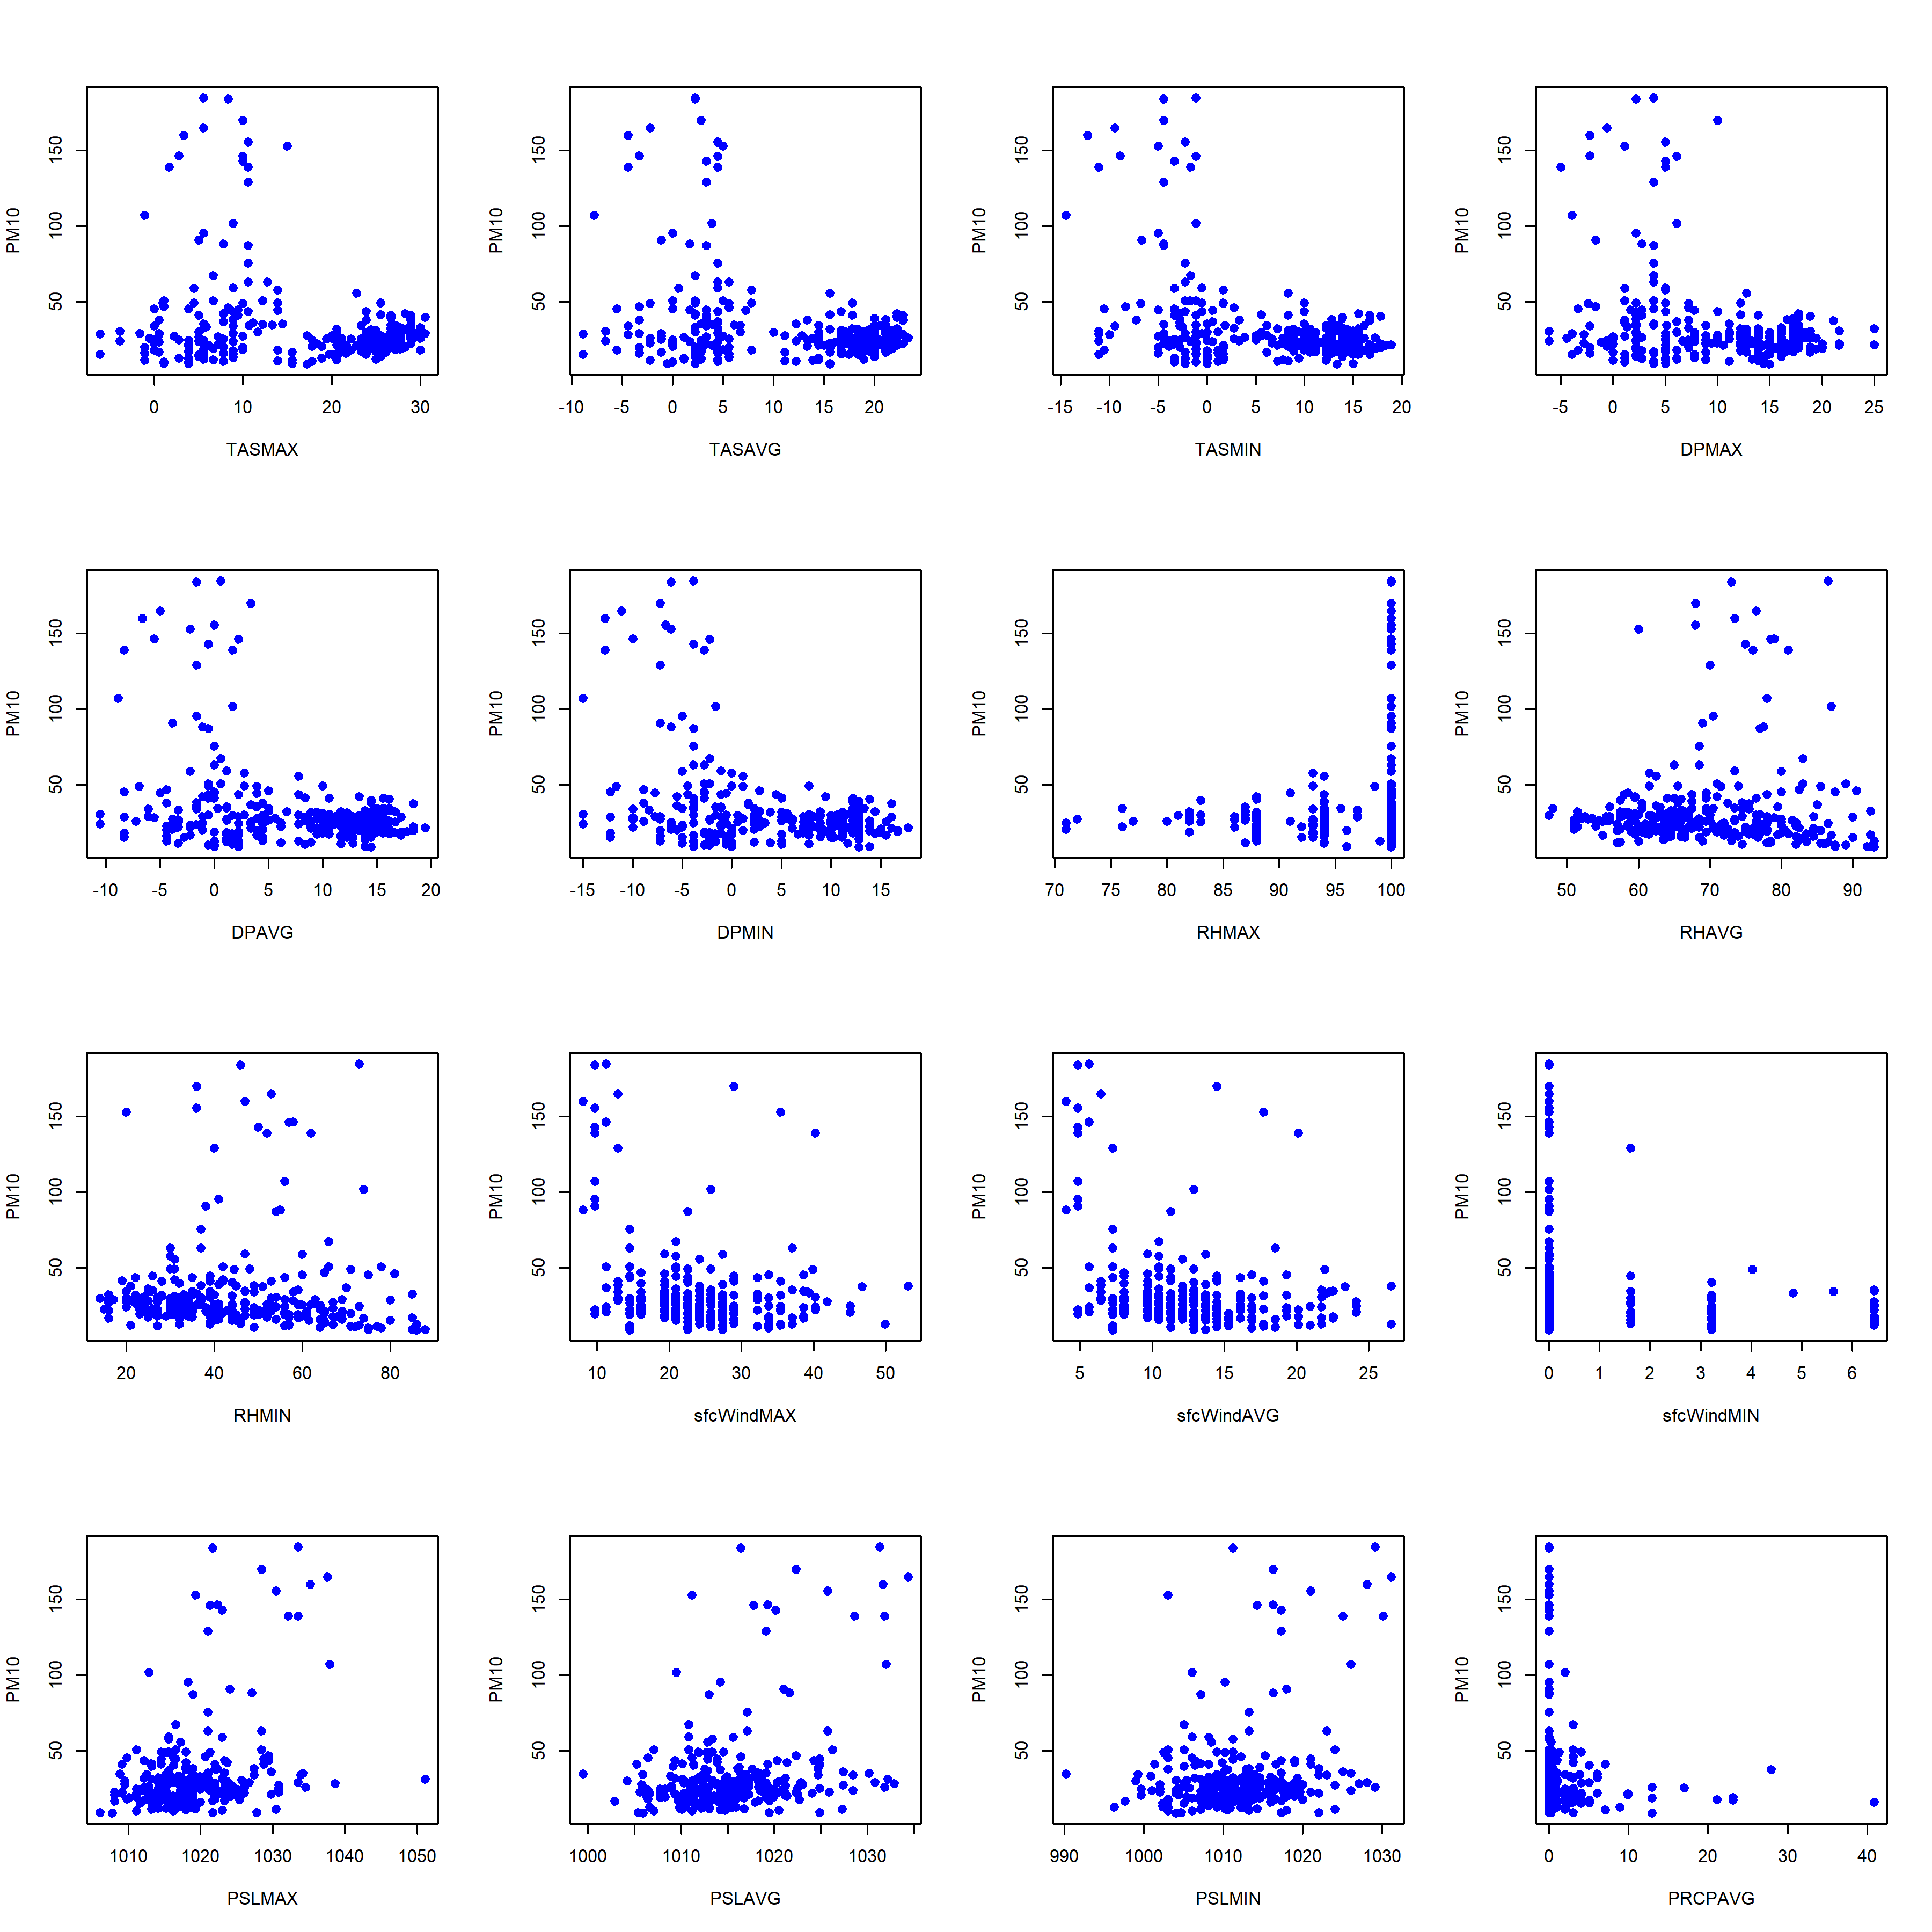 PM10
50 100 150
0 10 20 30
TASMAX
PM10
50 100 150
-10 -5 0 5 10 15 20
TASAVG
PM10
50 100 150
-15 -10 -5 0 5 10 15 20
TASMIN
PM10
50 100 150
-5 0 5 10 15 20 25
DPMAX
PM10
50 100 150
-10 -5 0 5 10 15 20
DPAVG
PM10
50 100 150
-15 -10 -5 0 5 10 15
DPMIN
PM10
50 100 150
70 75 80 85 90 95 100
RHMAX
PM10
50 100 150
50 60 70 80 90
RHAVG
PM10
50 100 150
20 40 60 80
RHMIN
PM10
50 100 150
10 20 30 40 50
sfcWindMAX
PM10
50 100 150
5 10 15 20 25
sfcWindAVG
PM10
50 100 150
0 1 2 3 4 5 6
sfcWindMIN
PM10
50 100 150
1010 1020 1030 1040 1050
PSLMAX
PM10
50 100 150
1000 1010 1020 1030
PSLAVG
PM10
50 100 150
990 1000 1010 1020 1030
PSLMIN
PM10
50 100 150
0 10 20 30 40
PRCPAVG